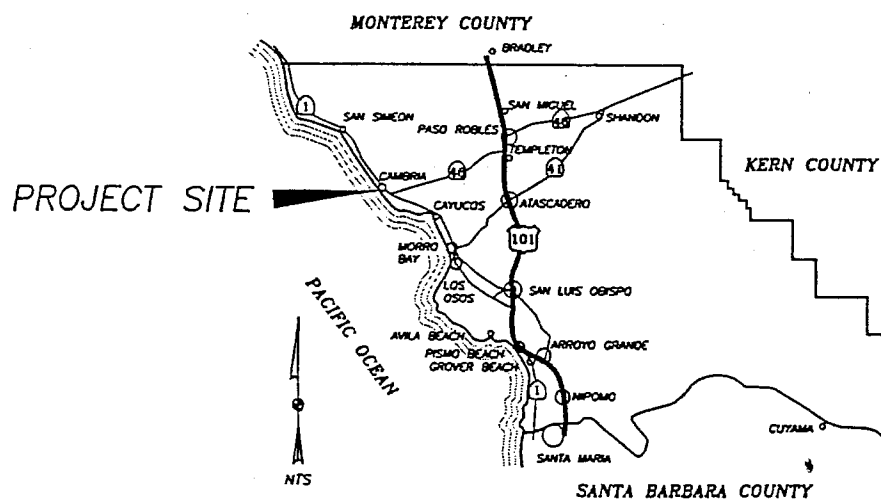 MONTEREY COUNTY
BRADLEY
1
SAN SIMEON
SAN MIGUEL
PASO ROBLES
46
SHANDON
TEMPLETON
46
41
KERN COUNTY
CAMBRIA
PROJECT SITE
CAYUCOS
ATASCADERO
101
MORRO
BAY
LOS
OSOS
SAN LUIS OBISPO
PACIFIC OCEAN
AVILA BEACH
ARROYO GRANDE
PISMO BEACH
GROVER BEACH
1
NIPOMO
CUYAMA
SANTA MARIA
NTS
SANTA BARBARA COUNTY